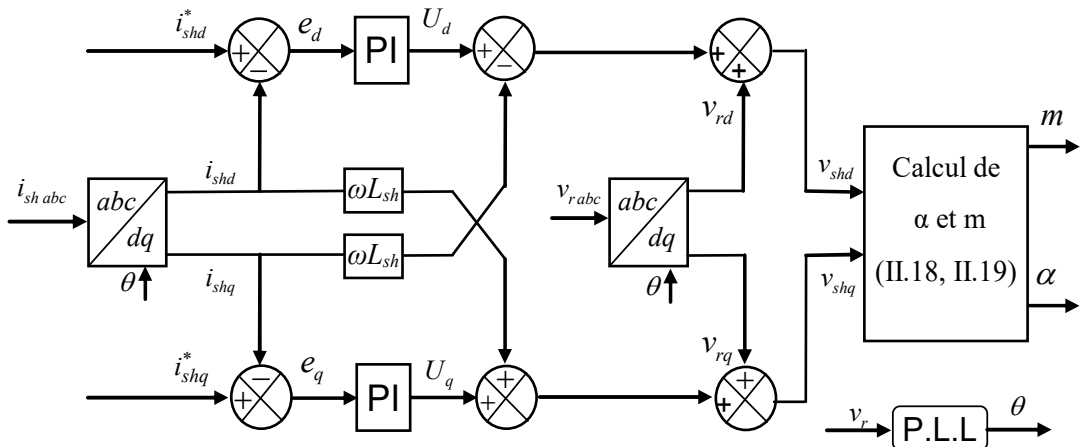 i*shd
e_d
PI
U_d
+
−
+
−
+
+
v_rd
i_sh abc
abc
dq
θ
i_shd
ωL_sh
ωL_sh
i_shq
v_r abc
abc
dq
θ
v_shd
v_shq
Calcul de
α et m
(II.18, II.19)
m
α
i*shq
−
+
e_q
PI
U_q
+
+
v_rq
+
+
v_r
P.L.L
θ